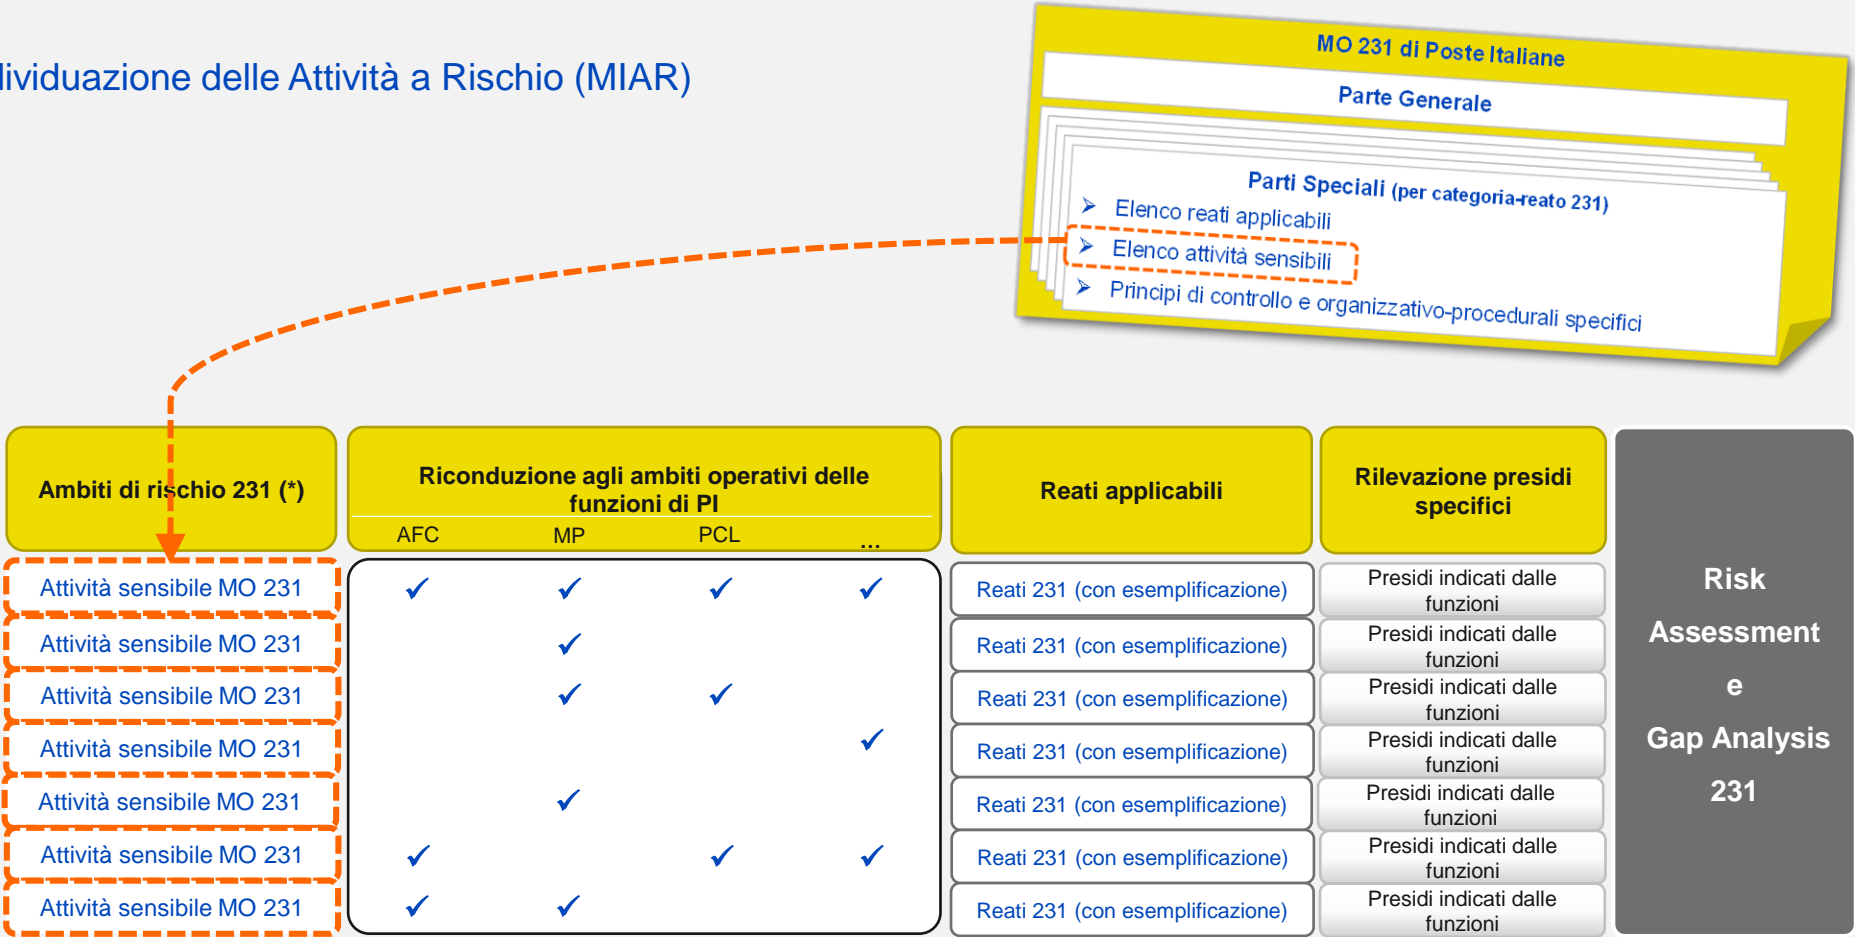 dividuazione delle Attività a Rischio (MIAR)
MO 231 di Poste Italiane
Parte Generale
Parti Speciali (per categoria-reato 231)
➢ Elenco reati applicabili
➢ Elenco attività sensibili
➢ Principi di controllo e organizzativo-procedurali specifici
Ambiti di rischio 231 (*)
Riconduzione agli ambiti operativi delle
funzioni di PI
AFC MP PCL ...
Reati applicabili
Rilevazione presidi
specifici
Attività sensibile MO 231 ✓ ✓ ✓ ✓ Reati 231 (con esemplificazione) Presidi indicati dalle
funzioni
Attività sensibile MO 231 ✓ Reati 231 (con esemplificazione) Presidi indicati dalle
funzioni
Attività sensibile MO 231 ✓ ✓ Reati 231 (con esemplificazione) Presidi indicati dalle
funzioni
Attività sensibile MO 231 ✓ Reati 231 (con esemplificazione) Presidi indicati dalle
funzioni
Attività sensibile MO 231 ✓ Reati 231 (con esemplificazione) Presidi indicati dalle
funzioni
Attività sensibile MO 231 ✓ ✓ ✓ Reati 231 (con esemplificazione) Presidi indicati dalle
funzioni
Attività sensibile MO 231 ✓ ✓ Reati 231 (con esemplificazione) Presidi indicati dalle
funzioni
Risk
Assessment
e
Gap Analysis
231